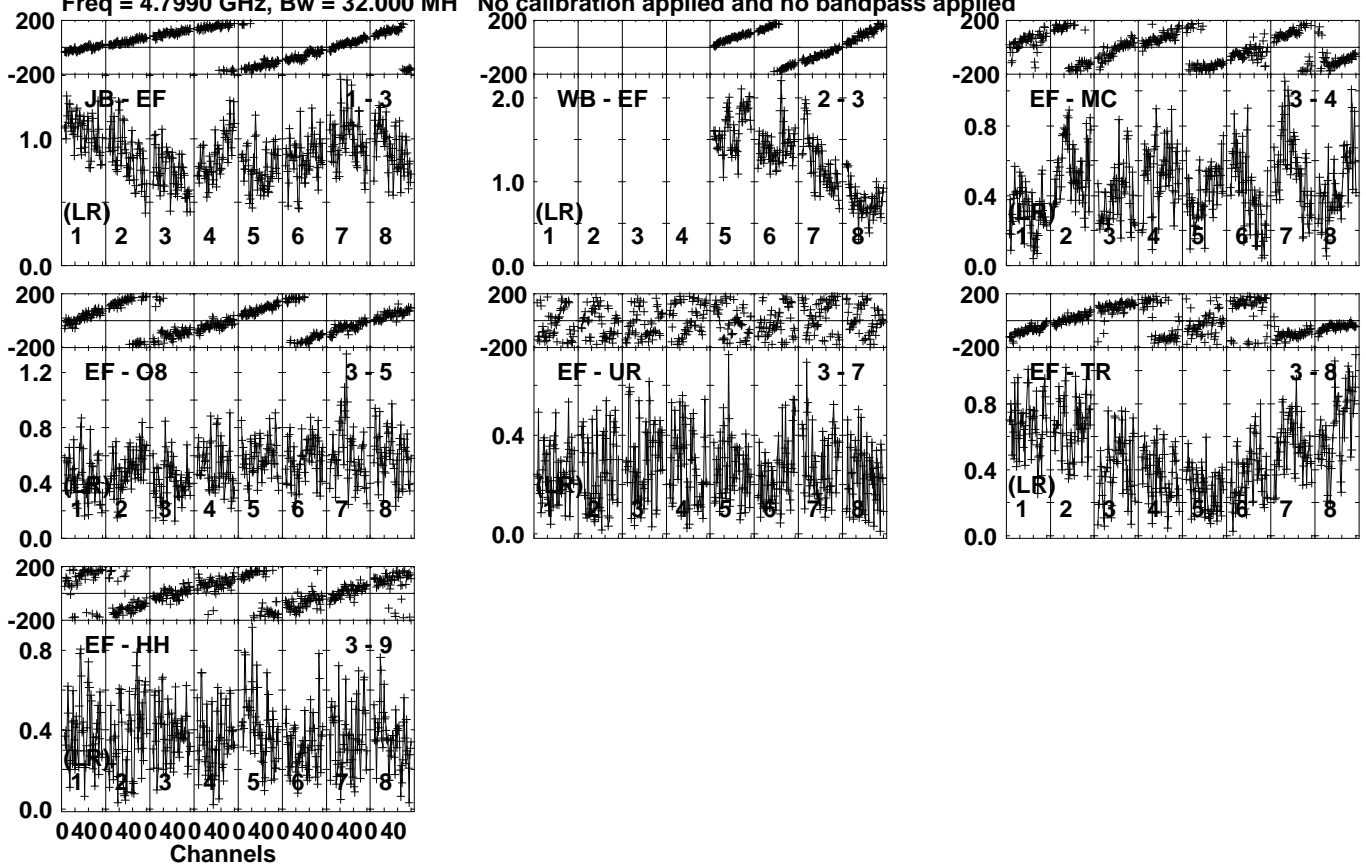 Freq = 4.7990 GHz, Bw = 32.000 MH No calibration applied and no bandpass applied
200
-200
JB - EF 1 - 3
1.0
(LR)
1 2 3 4 5 6 7 8
0.0
200
-200
WB - EF 2 - 3
2.0
1.0
(LR)
1 2 3 4 5 6 7 8
0.0
200
-200
EF - MC 3 - 4
0.8
0.4
(LR)
1 2 3 4 5 6 7 8
0.0
200
-200
EF - O8 3 - 5
1.2
0.8
0.4
(LR)
1 2 3 4 5 6 7 8
0.0
200
-200
EF - UR 3 - 7
0.4
(LR)
1 2 3 4 5 6 7 8
0.0
200
-200
EF - TR 3 - 8
0.8
0.4
(LR)
1 2 3 4 5 6 7 8
0.0
200
-200
EF - HH 3 - 9
0.8
0.4
(LR)
1 2 3 4 5 6 7 8
0.0
0 40 0 40 0 40 0 40 0 40 0 40 0 40 0 40
Channels